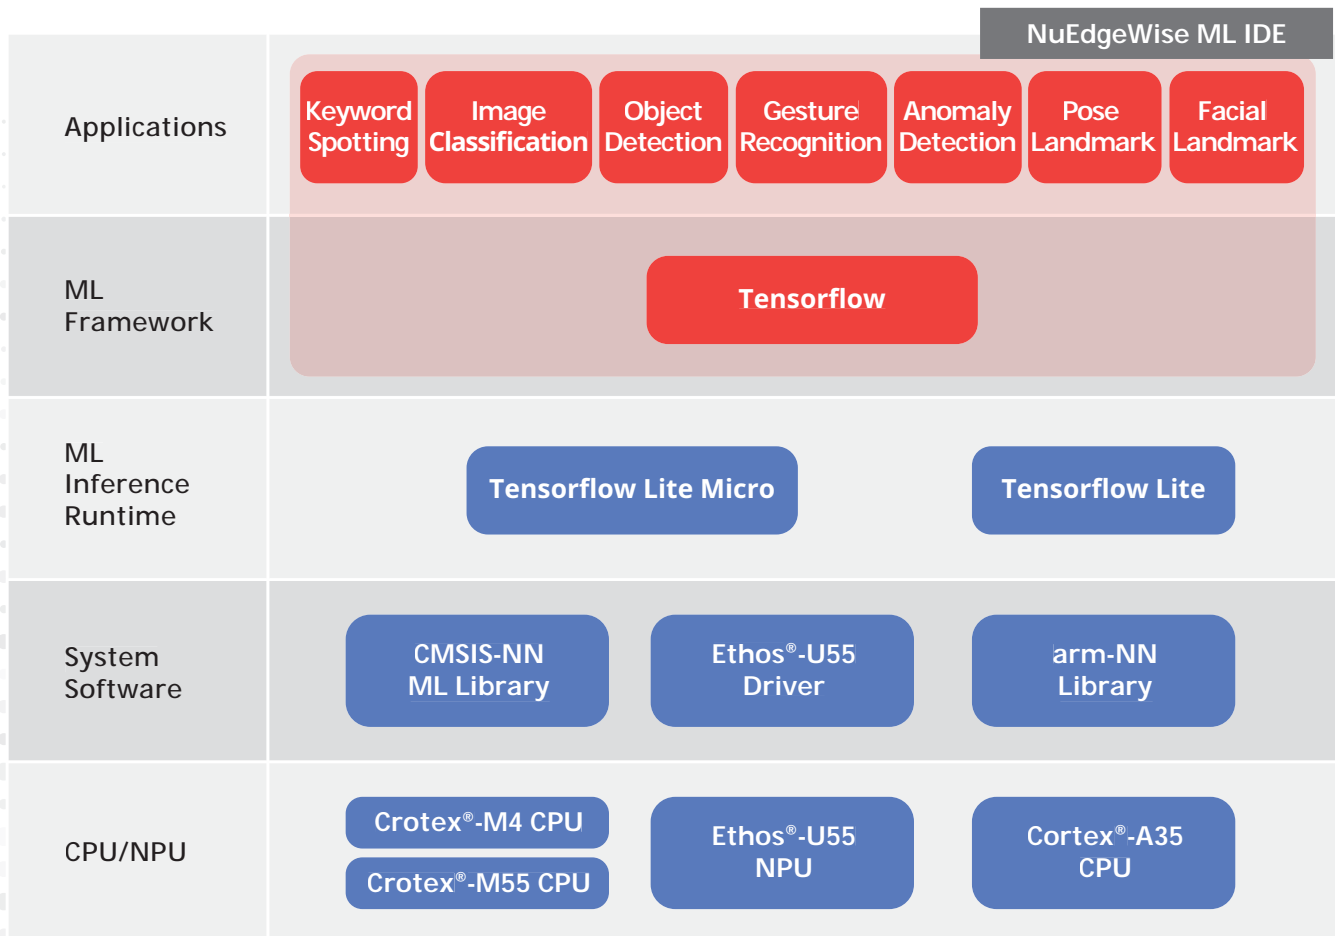 NuEdgeWise ML IDE
Applications
Keyword
Spotting
Image
Classification
Object
Detection
Gesture
Recognition
Anomaly
Detection
Pose
Landmark
Facial
Landmark
ML
Framework
Tensorflow
ML
Inference
Runtime
Tensorflow Lite Micro
Tensorflow Lite
System
Software
CMSIS-NN
ML Library
Ethos®-U55
Driver
arm-NN
Library
CPU/NPU
Crotex®-M4 CPU
Crotex®-M55 CPU
Ethos®-U55
NPU
Cortex®-A35
CPU